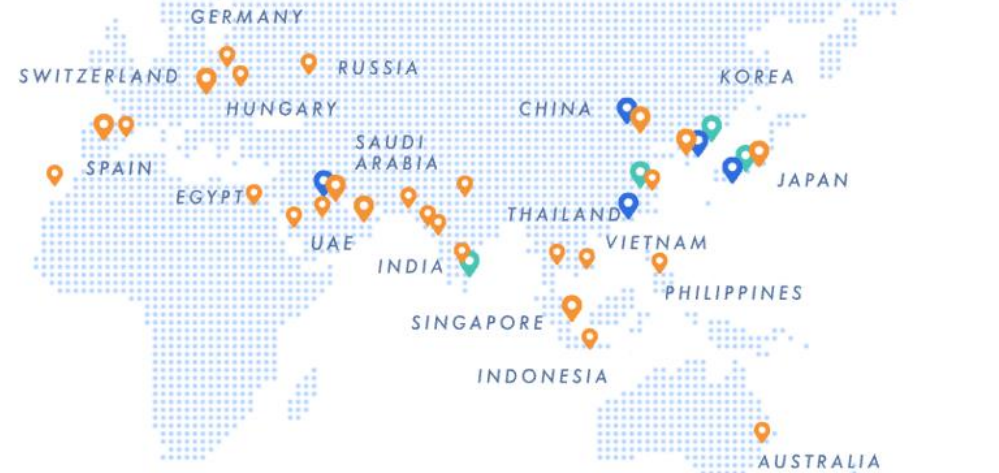 GERMANY
SWITZERLAND
RUSSIA
KOREA
HUNGARY
CHINA
SAUDI
ARABIA
SPAIN
JAPAN
EGYPT
THAILAND
UAE
VIETNAM
INDIA
PHILIPPINES
SINGAPORE
INDONESIA
AUSTRALIA